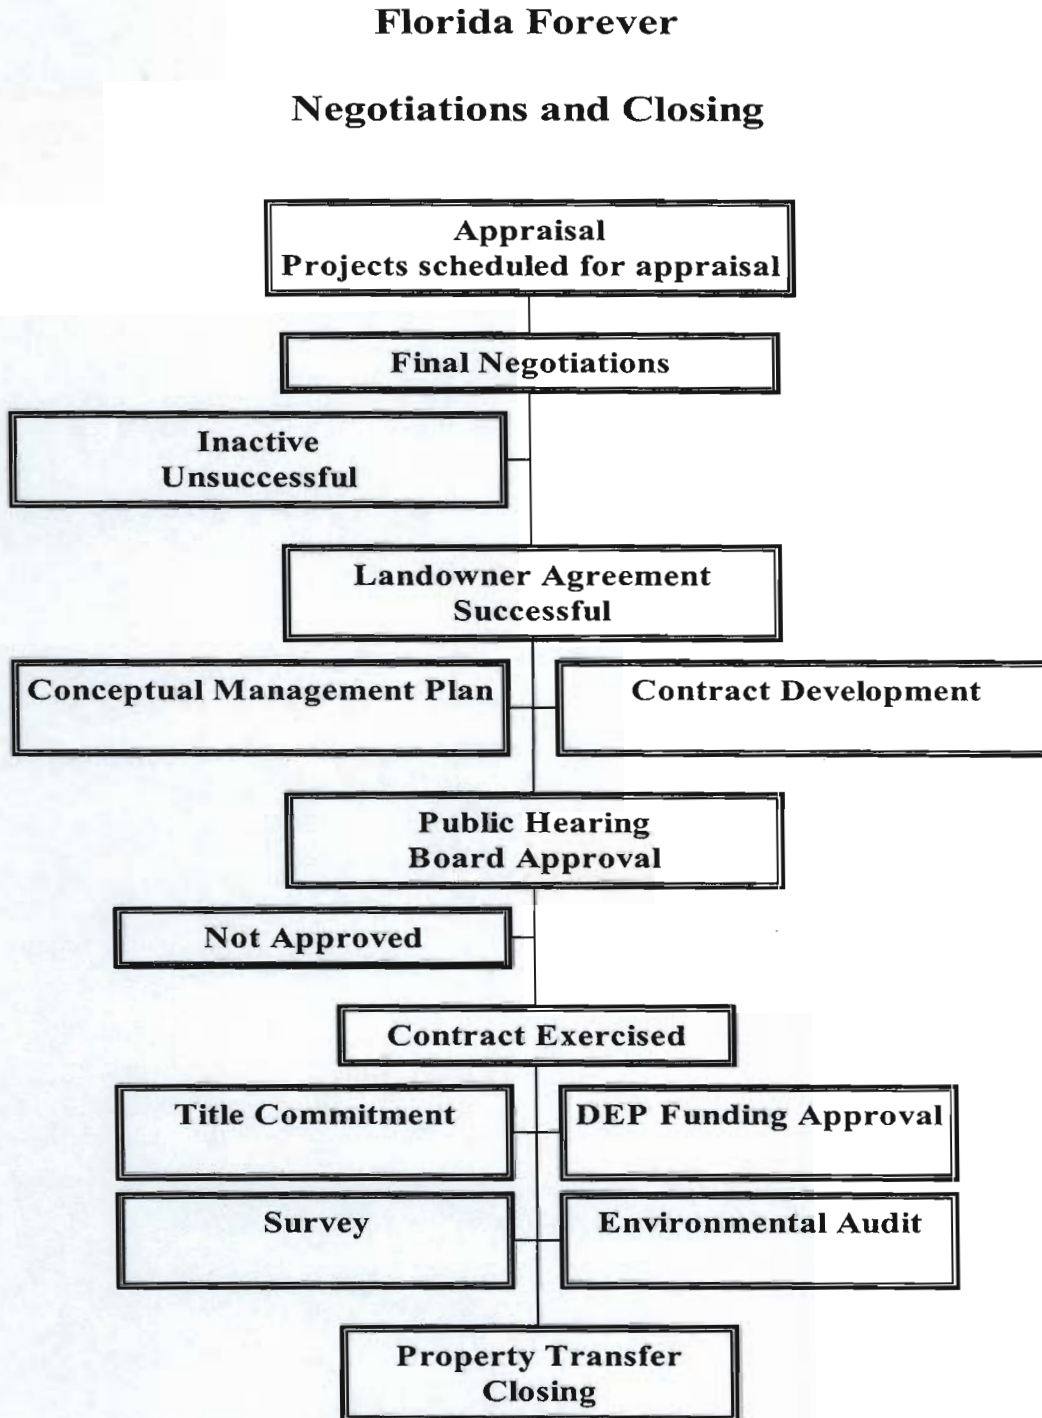 Florida Forever
Negotiations and Closing
Appraisal
Projects scheduled for appraisal
Final Negotiations
Inactive
Unsuccessful
Landowner Agreement
Successful
Conceptual Management Plan
Contract Development
Public Hearing
Board Approval
Not Approved
Contract Exercised
Title Commitment
DEP Funding Approval
Survey
Environmental Audit
Property Transfer
Closing